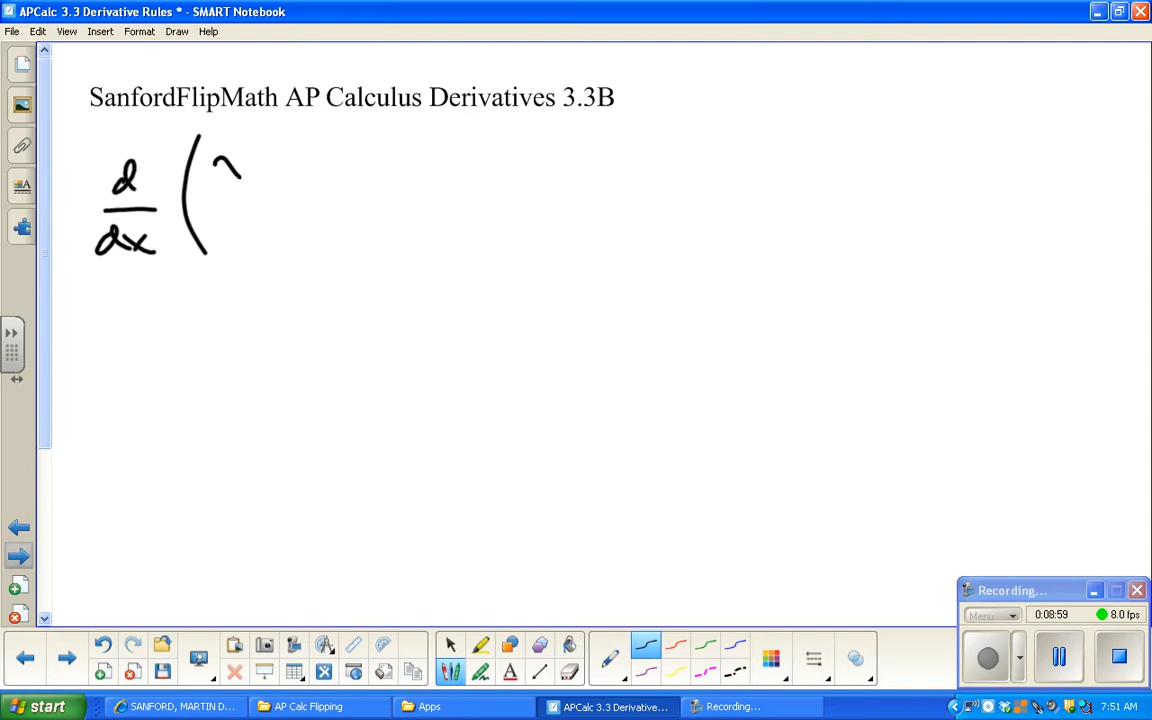 APCalc 3.3 Derivative Rules * - SMART Notebook
File Edit View Insert Format Draw Help
SanfordFlipMath AP Calculus Derivatives 3.3B
d
dx (
Recording...
Menu 0:08:59 8.0 fps
start SANFORD, MARTIN D... AP Calc Flipping Apps APCalc 3.3 Derivative... Recording... 7:51 AM